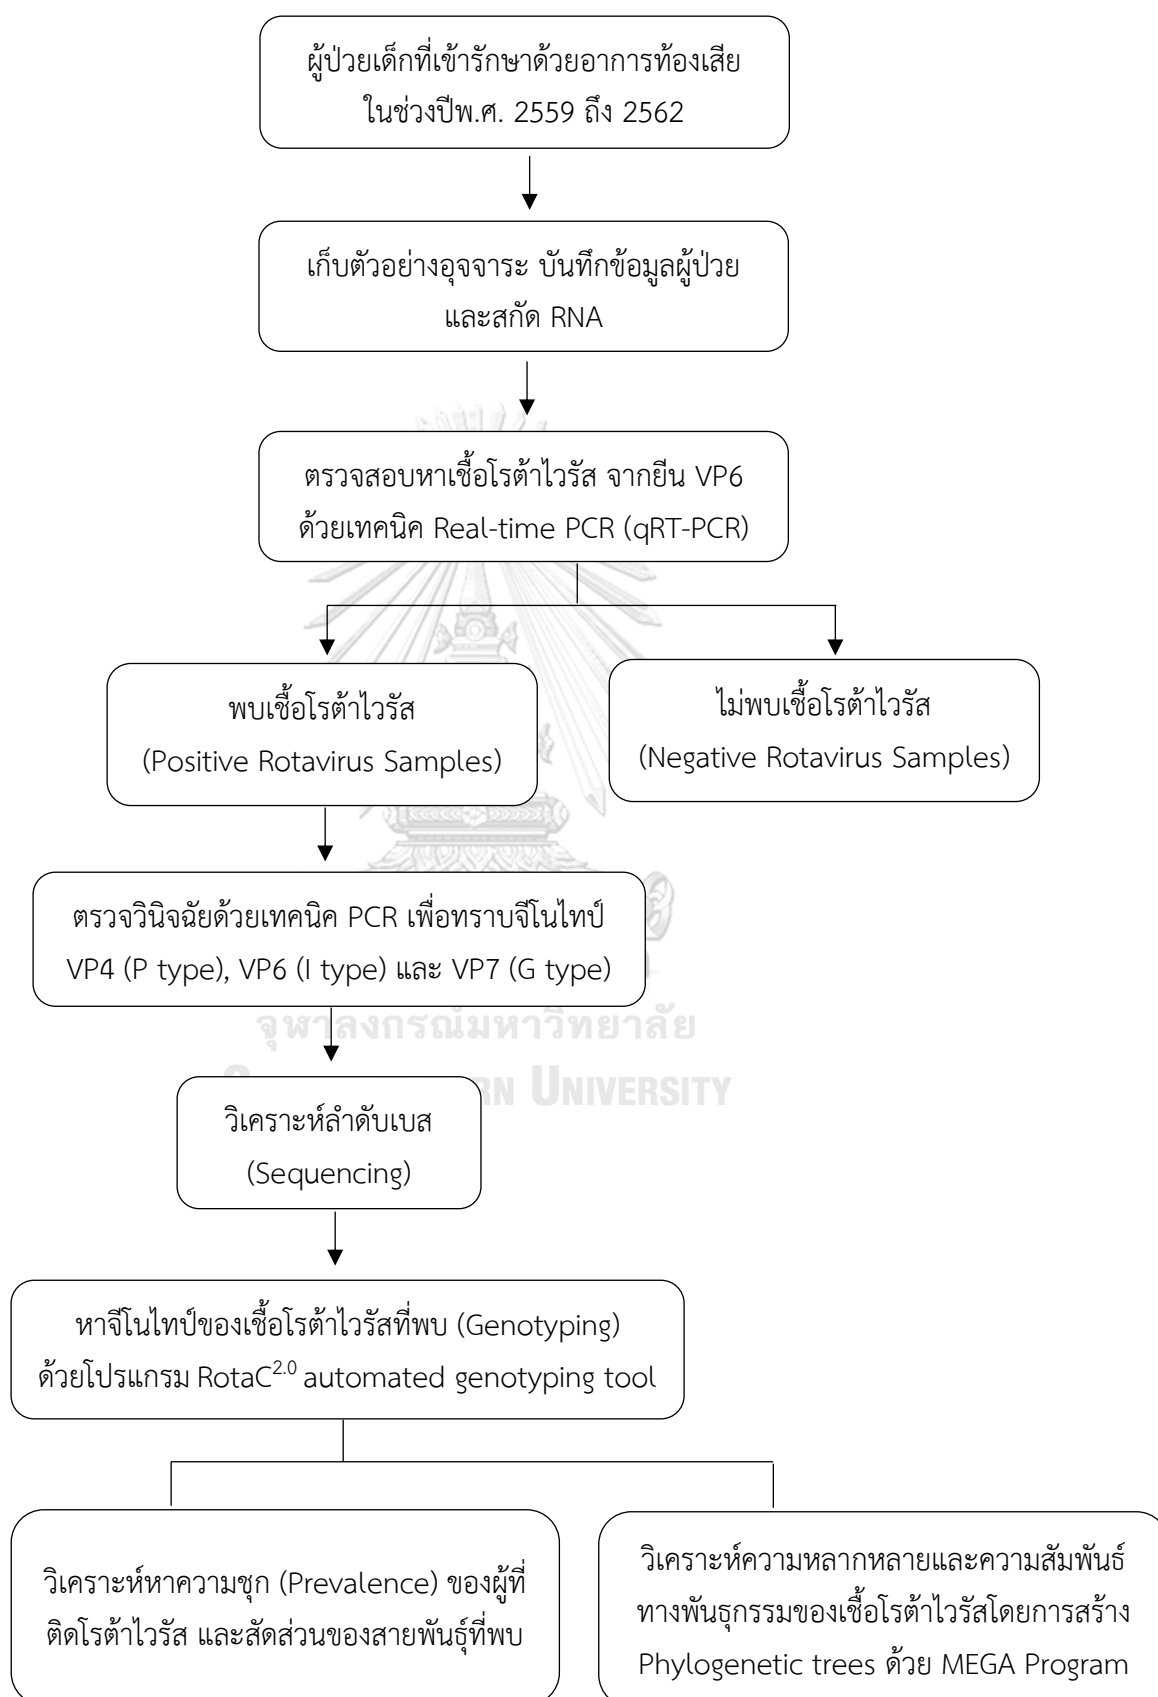 ผู้ป่วยเด็กที่เข้ารักษาด้วยอาการท้องเสีย
ในช่วงปีพ.ศ. 2559 ถึง 2562
เก็บตัวอย่างอุจจาระ บันทึกข้อมูลผู้ป่วย
และสกัด RNA
ตรวจสอบหาเชื้อโรต้าไวรัส จากยีน VP6
ด้วยเทคนิค Real-time PCR (qRT-PCR)
พบเชื้อโรต้าไวรัส
(Positive Rotavirus Samples)
ไม่พบเชื้อโรต้าไวรัส
(Negative Rotavirus Samples)
ตรวจวินิจฉัยด้วยเทคนิค PCR เพื่อทราบจีโนไทป์
VP4 (P type), VP6 (I type) และ VP7 (G type)
จุฬาลงกรณ์มหาวิทยาลัย
UNIVERSITY
วิเคราะห์ลำดับเบส
(Sequencing)
หาจีโนไทป์ของเชื้อโรต้าไวรัสที่พบ (Genotyping)
ด้วยโปรแกรม RotaC2.0 automated genotyping tool
วิเคราะห์หาความชุก (Prevalence) ของผู้ที่
ติดโรต้าไวรัส และสัดส่วนของสายพันธุ์ที่พบ
วิเคราะห์ความหลากหลายและความสัมพันธ์
ทางพันธุกรรมของเชื้อโรต้าไวรัสโดยการสร้าง
Phylogenetic trees ด้วย MEGA Program